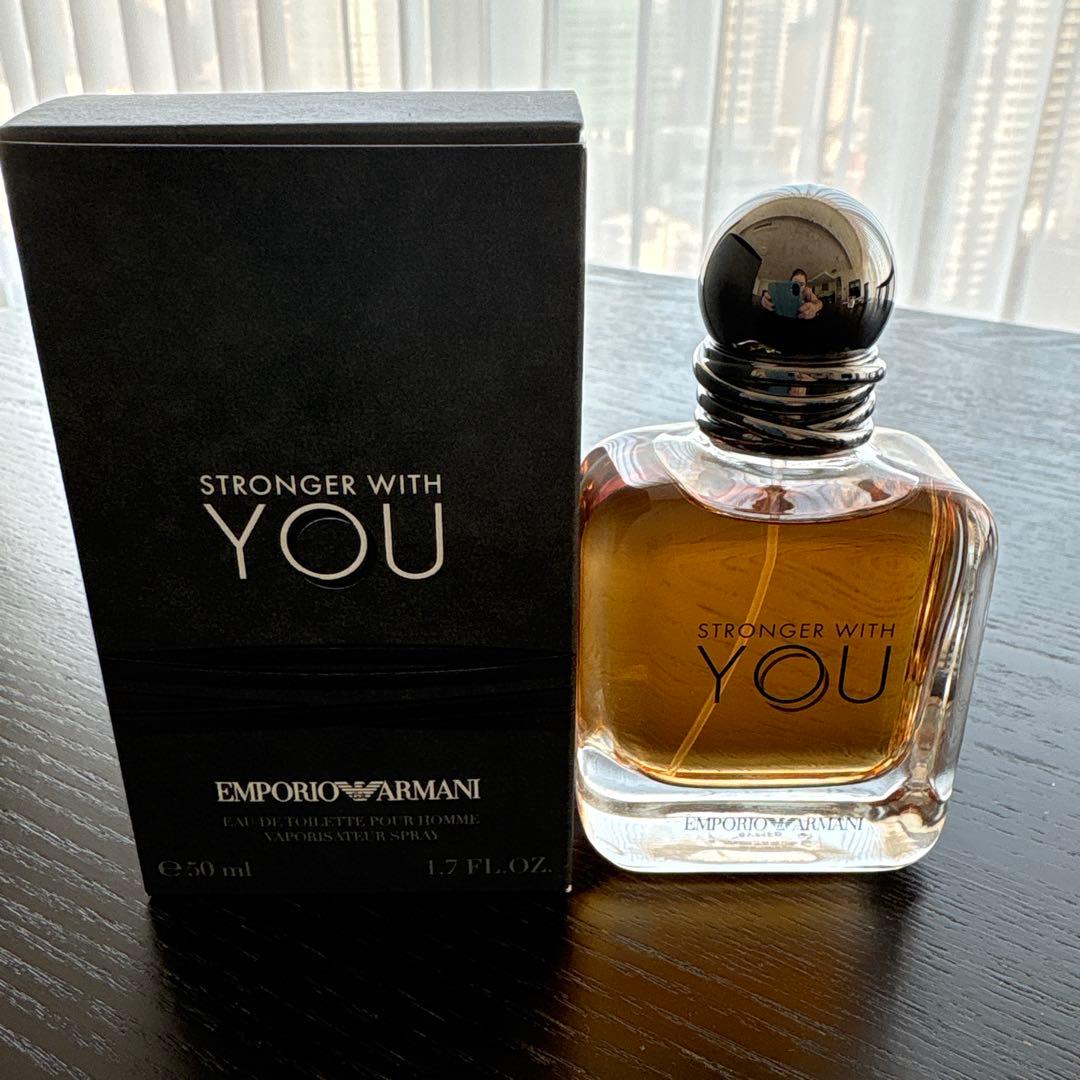 STRONGER WITH
YOU
EMPORIO ARMANI
EAU DE TOILETTE POUR HOMME
VAPORISATEUR SPRAY
℮50 ml 1.7 FL.OZ.
STRONGER WITH
YOU
EMPORIO ARMANI